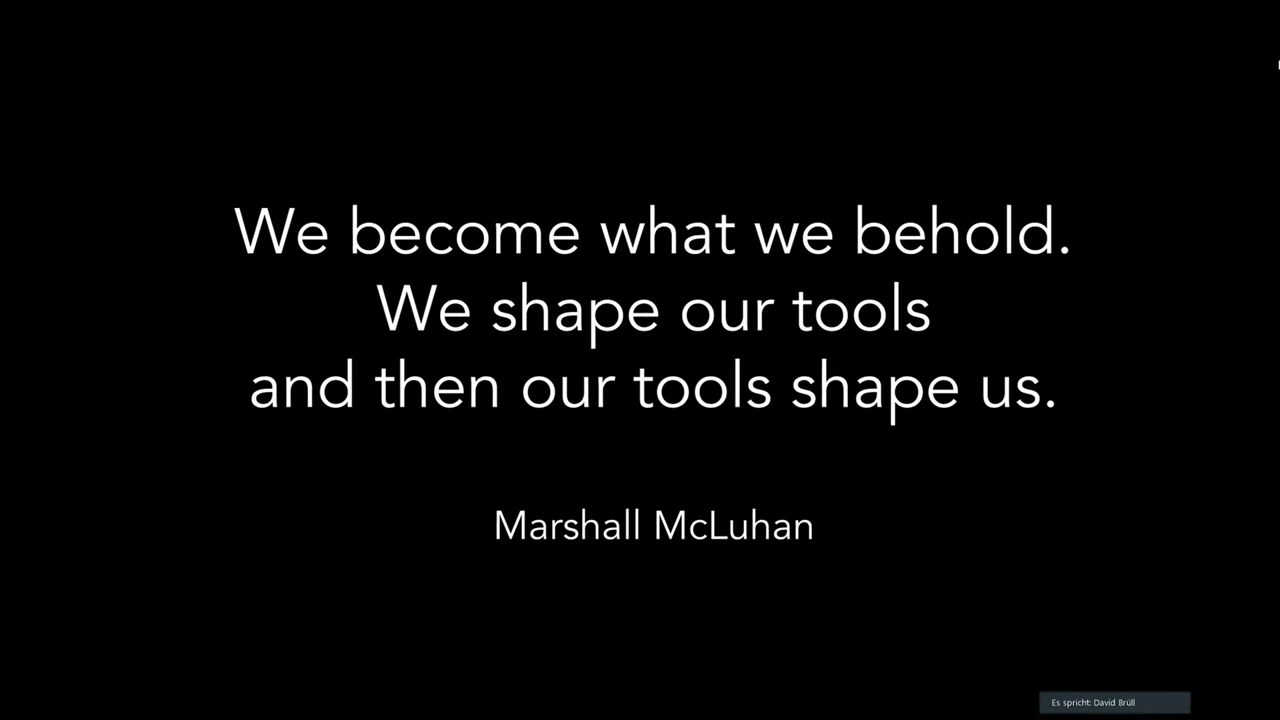 We become what we behold.
We shape our tools
and then our tools shape us.
Marshall McLuhan
Es spricht: David Brüll